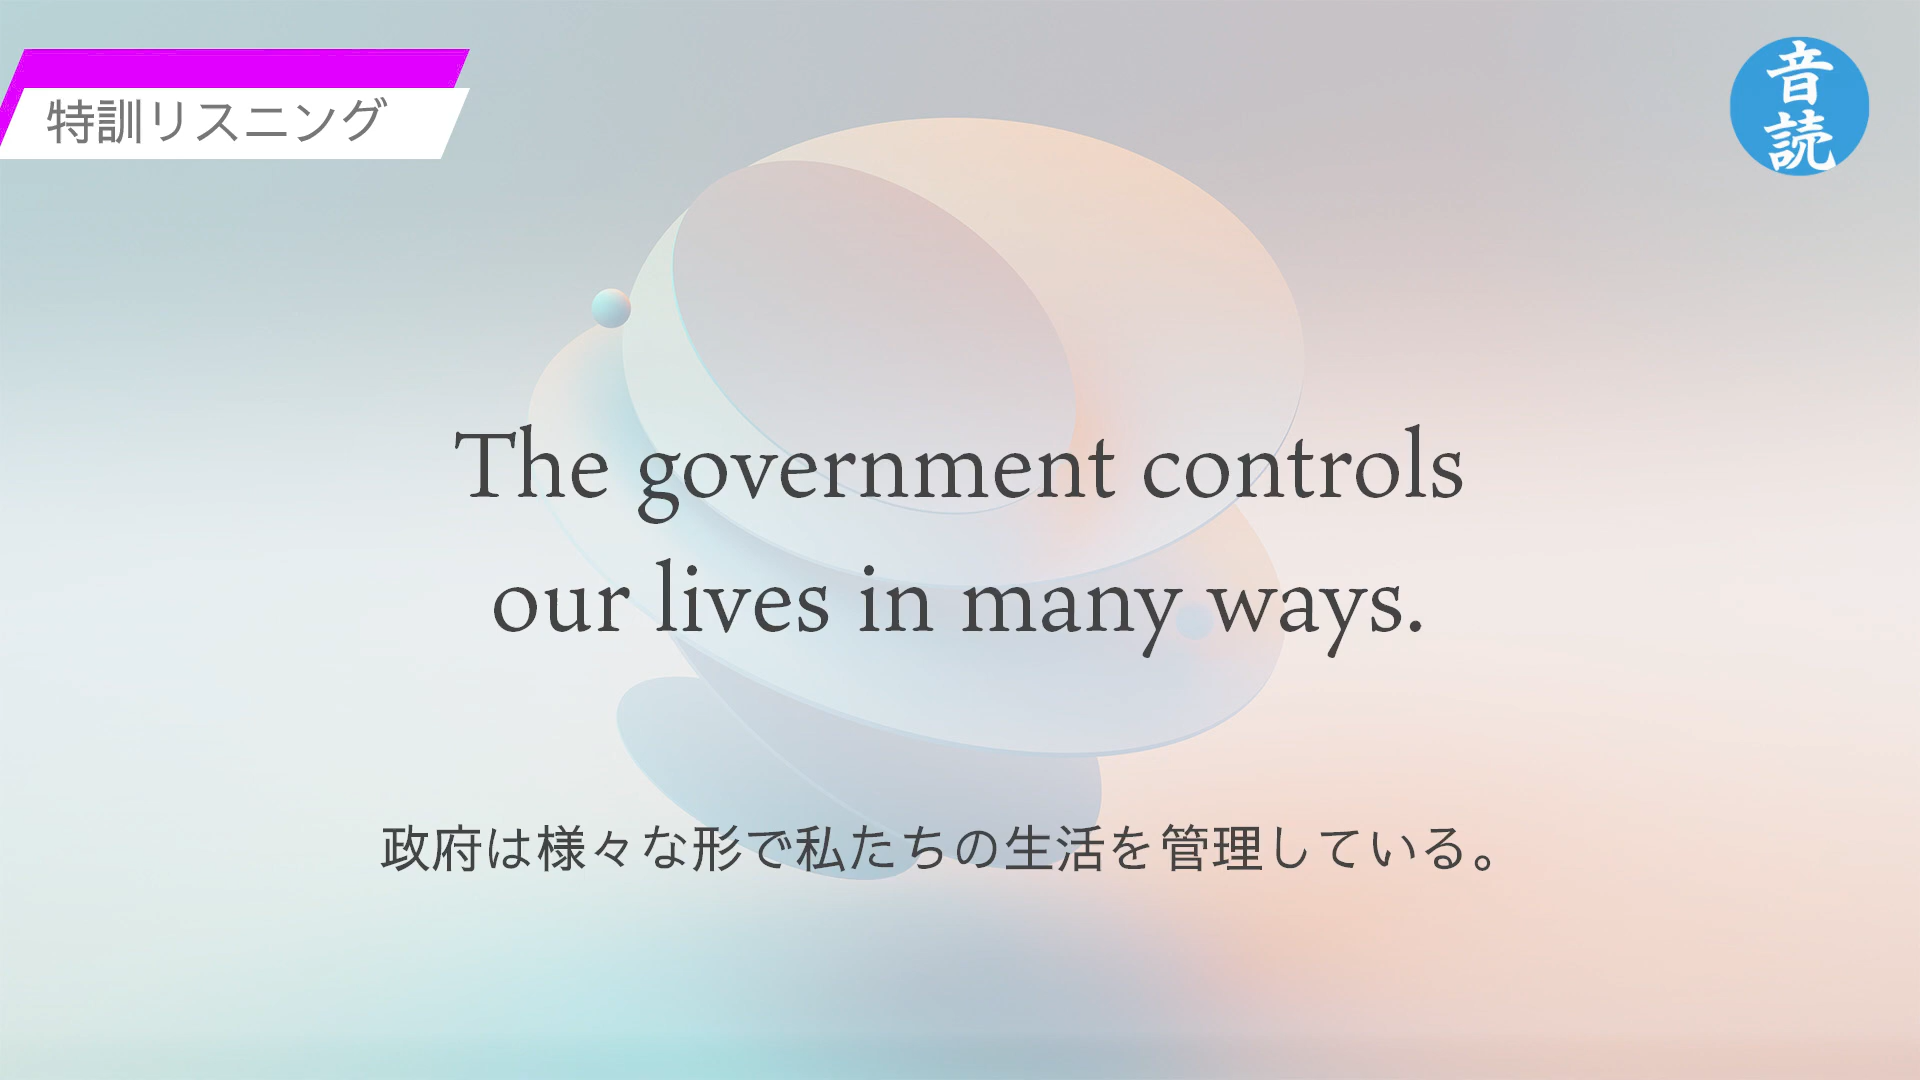 特訓リスニング
音
読
The government controls
our lives in many ways.
政府は様々な形で私たちの生活を管理している。